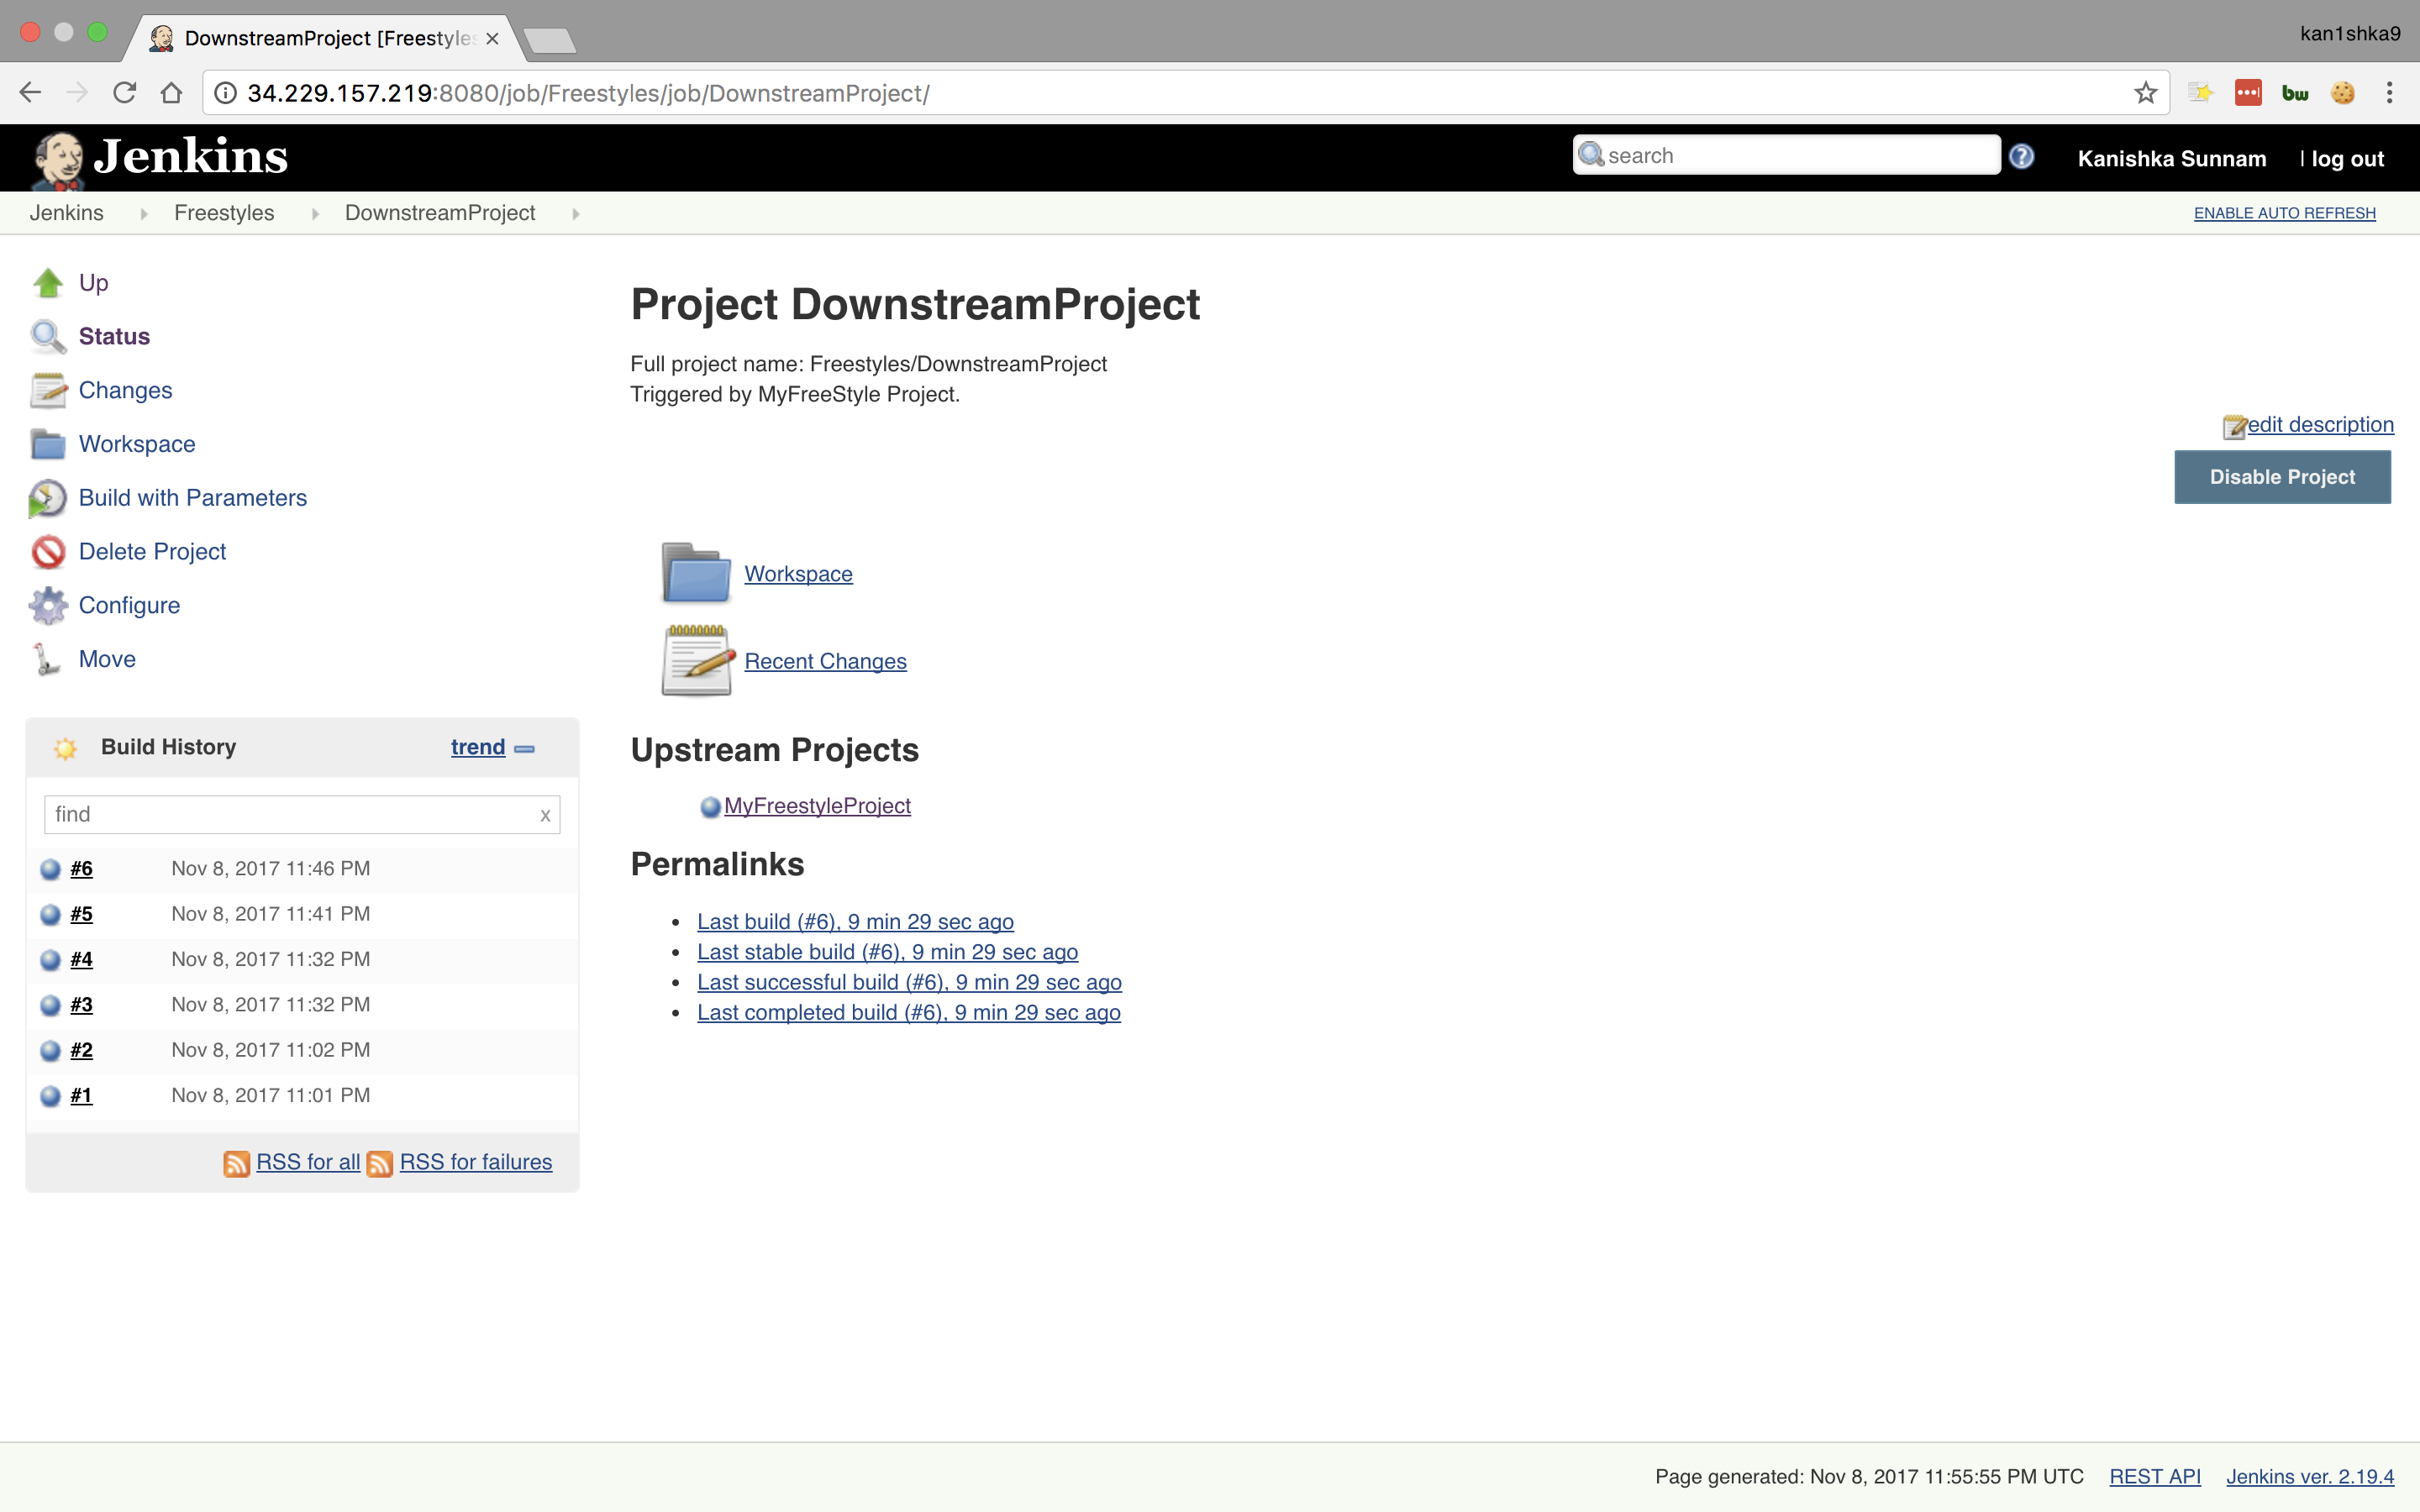 DownstreamProject [Freestyles
kan1shka9
34.229.157.219:8080/job/Freestyles/job/DownstreamProject/
bw
Jenkins
search
Kanishka Sunnam
| log out
Jenkins
Freestyles
DownstreamProject
ENABLE AUTO REFRESH
Up
Status
Changes
Workspace
Build with Parameters
Delete Project
Configure
Move
Build History
trend
find
x
#6 Nov 8, 2017 11:46 PM
#5 Nov 8, 2017 11:41 PM
#4 Nov 8, 2017 11:32 PM
#3 Nov 8, 2017 11:32 PM
#2 Nov 8, 2017 11:02 PM
#1 Nov 8, 2017 11:01 PM
RSS for all RSS for failures
Project DownstreamProject
Full project name: Freestyles/DownstreamProject
Triggered by MyFreeStyle Project.
edit description
Disable Project
Workspace
Recent Changes
Upstream Projects
MyFreestyleProject
Permalinks
Last build (#6), 9 min 29 sec ago
Last stable build (#6), 9 min 29 sec ago
Last successful build (#6), 9 min 29 sec ago
Last completed build (#6), 9 min 29 sec ago
Page generated: Nov 8, 2017 11:55:55 PM UTC
REST API
Jenkins ver. 2.19.4